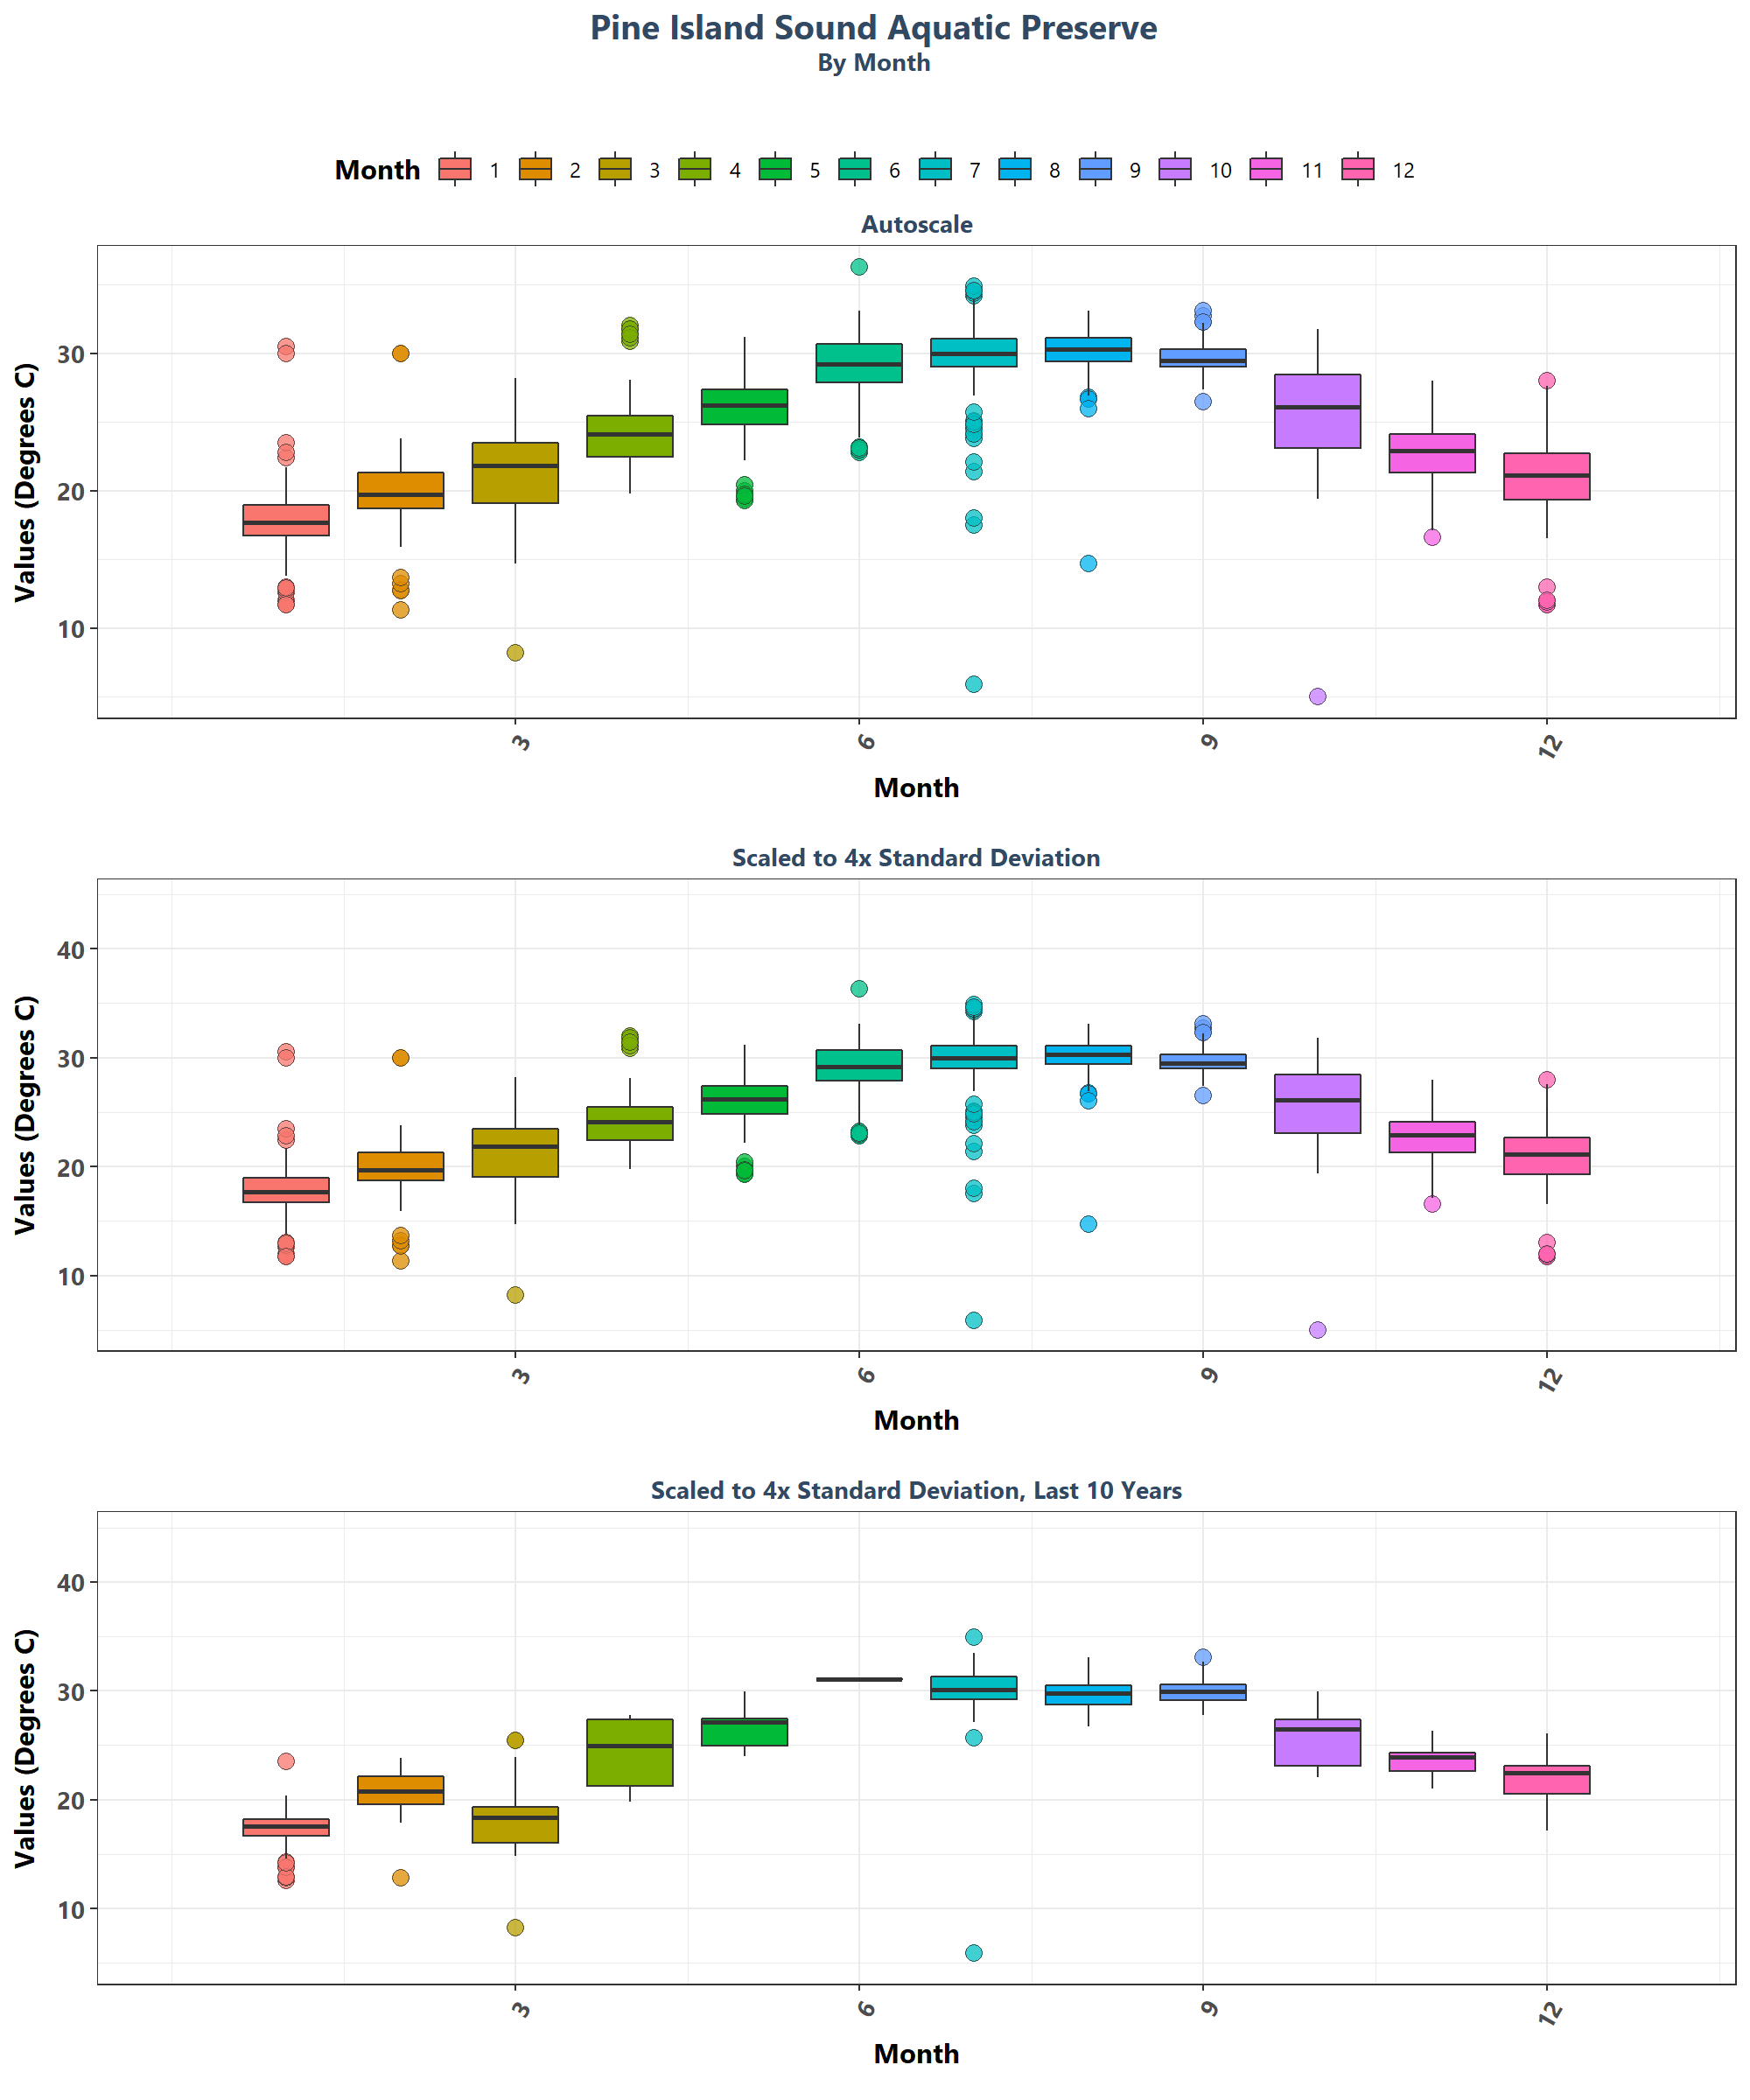 Pine Island Sound Aquatic Preserve
By Month
Month 1 2 3 4 5 6 7 8 9 10 11 12
Autoscale
Values (Degrees C)
30
20
10
3 6 9 12
Month
Scaled to 4x Standard Deviation
Values (Degrees C)
40
30
20
10
3 6 9 12
Month
Scaled to 4x Standard Deviation, Last 10 Years
Values (Degrees C)
40
30
20
10
3 6 9 12
Month